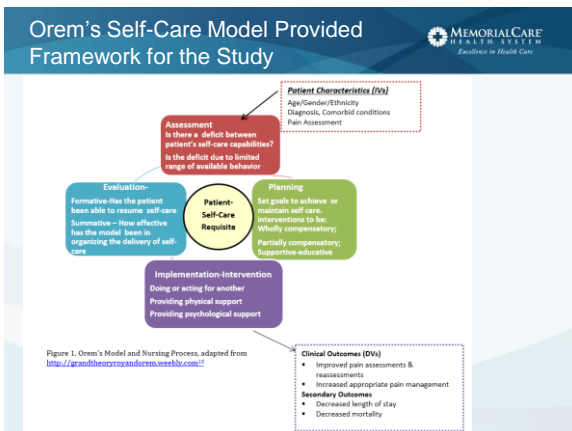 Orem's Self-Care Model Provided
Framework for the Study
MEMORIALCARE
HEALTH SYSTEM
Excellence in Health Care
Patient Characteristics (IVs)
Age/Gender/Ethnicity
Diagnosis, Comorbid conditions
Pain Assessment
Assessment
Is there a deficit between
patient's self-care capabilities?
Is the deficit due to limited
range of available behavior
Evaluation-
Formative-Has the patient
been able to resume self-care
Summative – How effective
has the model been in
organizing the delivery of self-
care
Patient-
Self-Care
Requisite
Planning
Set goals to achieve or
maintain self care.
interventions to be:
Wholly compensatory;
Partially compensatory;
Supportive-educative
Implementation-Intervention
Doing or acting for another
Providing physical support
Providing psychological support
Figure 1. Orem's Model and Nursing Process, adapted from
http://grandtheoryroyandorem.weebly.com
Clinical Outcomes (DVs)
▪ Improved pain assessments &
reassessments
▪ Increased appropriate pain management
Secondary Outcomes
▪ Decreased length of stay
▪ Decreased mortality